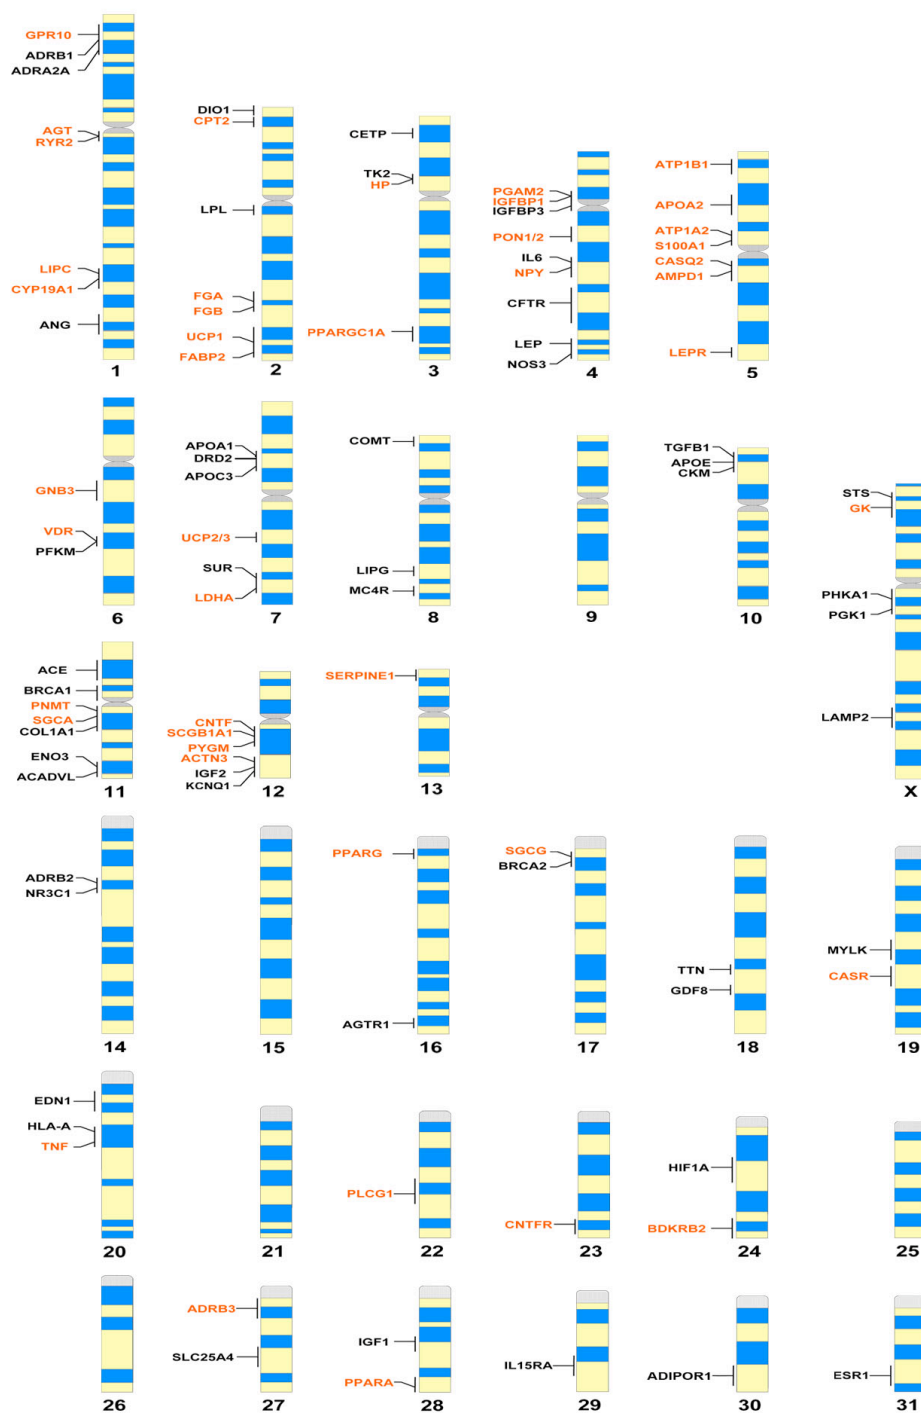 GPR10
ADRB1
ADRA2A
AGT
RYR2
LIPC
CYP19A1
ANG
1
DIO1
CPT2
LPL
FGA
FGB
UCP1
FABP2
2
CETP
TK2
HP
PPARGC1A
3
PGAM2
IGFBP1
IGFBP3
PON1/2
IL6
NPY
CFTR
LEP
NOS3
4
ATP1B1
APOA2
ATP1A2
S100A1
CASQ2
AMPD1
LEPR
5
GNB3
VDR
PFKM
6
APOA1
DRD2
APOC3
UCP2/3
SUR
LDHA
7
COMT
LIPG
MC4R
8
9
TGFB1
APOE
CKM
10
STS
GK
PHKA1
PGK1
LAMP2
X
ACE
BRCA1
PNMT
SGCA
COL1A1
ENO3
ACADVL
11
CNTF
SCGB1A1
PYGM
ACTN3
IGF2
KCNQ1
12
SERPINE1
13
ADRB2
NR3C1
14
15
PPARG
AGTR1
16
SGCG
BRCA2
17
TTN
GDF8
18
MYLK
CASR
19
EDN1
HLA-A
TNF
20
21
PLCG1
22
CNTFR
23
HIF1A
BDKRB2
24
25
26
ADRB3
SLC25A4
27
IGF1
PPARA
28
IL15RA
29
ADIPOR1
30
ESR1
31